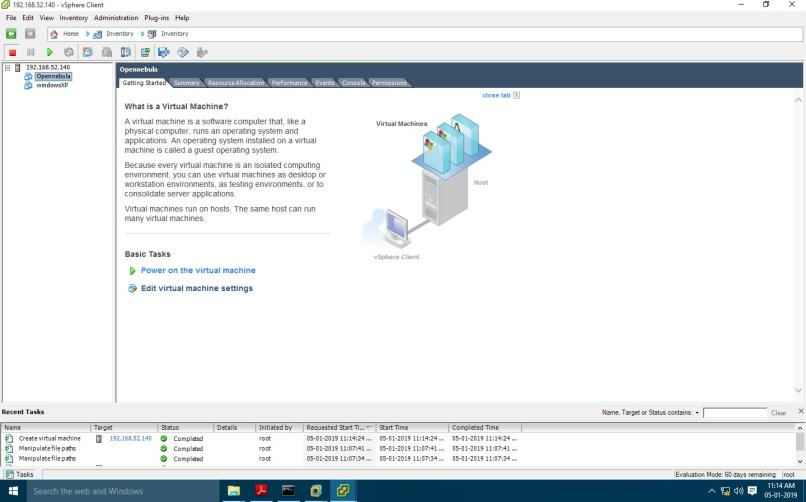 192.168.52.140 - vSphere Client
File Edit View Inventory Administration Plug-ins Help
Home Inventory Inventory
192.168.52.140
Opennebula
windowsXP
Opennebula
Getting Started Summary Resource Allocation Performance Events Console Permissions
close tab X
What is a Virtual Machine?
A virtual machine is a software computer that, like a
physical computer, runs an operating system and
applications. An operating system installed on a virtual
machine is called a guest operating system.
Because every virtual machine is an isolated computing
environment, you can use virtual machines as desktop or
workstation environments, as testing environments, or to
consolidate server applications.
Virtual machines run on hosts. The same host can run
many virtual machines.
Virtual Machines
Host
vSphere Client
Basic Tasks
Power on the virtual machine
Edit virtual machine settings
Recent Tasks
Name, Target or Status contains: Clear
Name Target Status Details Initiated by Requested Start Ti... Start Time Completed Time
Create virtual machine 192.168.52.140 Completed root 05-01-2019 11:14:24 ... 05-01-2019 11:14:24 ... 05-01-2019 11:14:24 ...
Manipulate file paths Completed root 05-01-2019 11:07:41 ... 05-01-2019 11:07:41 ... 05-01-2019 11:07:41 ...
Manipulate file paths Completed root 05-01-2019 11:07:34 ... 05-01-2019 11:07:34 ... 05-01-2019 11:07:34 ...
Tasks Evaluation Mode: 60 days remaining root
Search the web and Windows
11:14 AM
05-01-2019